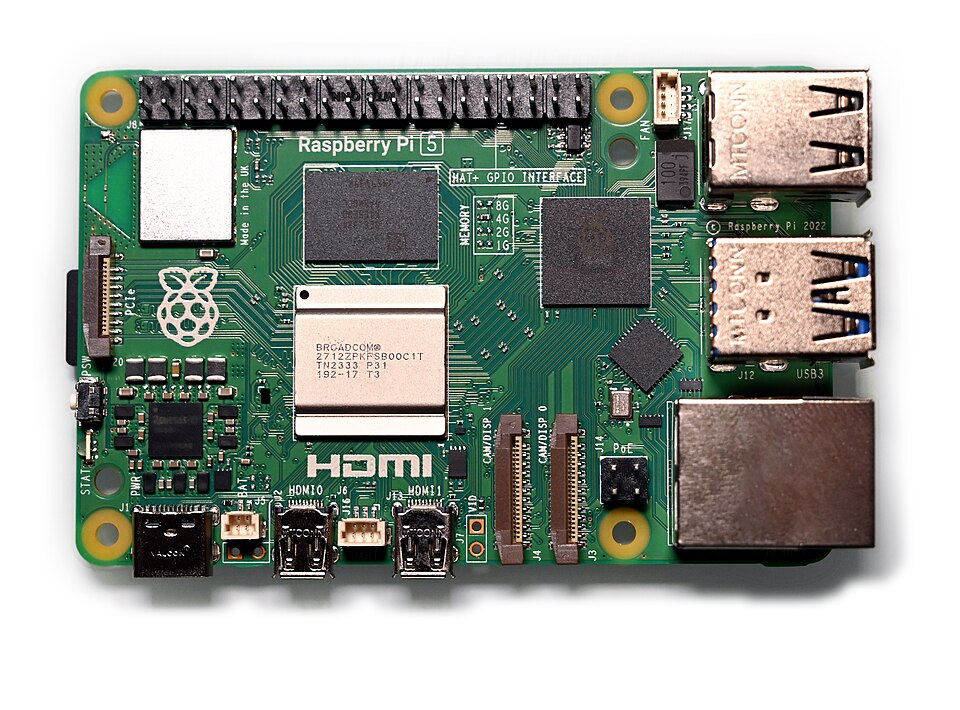 J8
Raspberry Pi 5
HAT+ GPIO INTERFACE
Made in the UK
MEMORY
8G
4G
2G
1G
FAN
J17
100
MTCONN
© Raspberry Pi 2022
MTCONN
J12
USB3
PCIe
20
PSW
BROADCOM®
2712ZPKFSB00C1T
TN2333 P31
192-17 T3
HDMI
CAM/DISP 1
CAM/DISP 0
J14
PoE
STAT
PWR
J1
BAT
J5
J2
HDMI0
J6
J16
J13
HDMI1
J7
VID
J4
J3